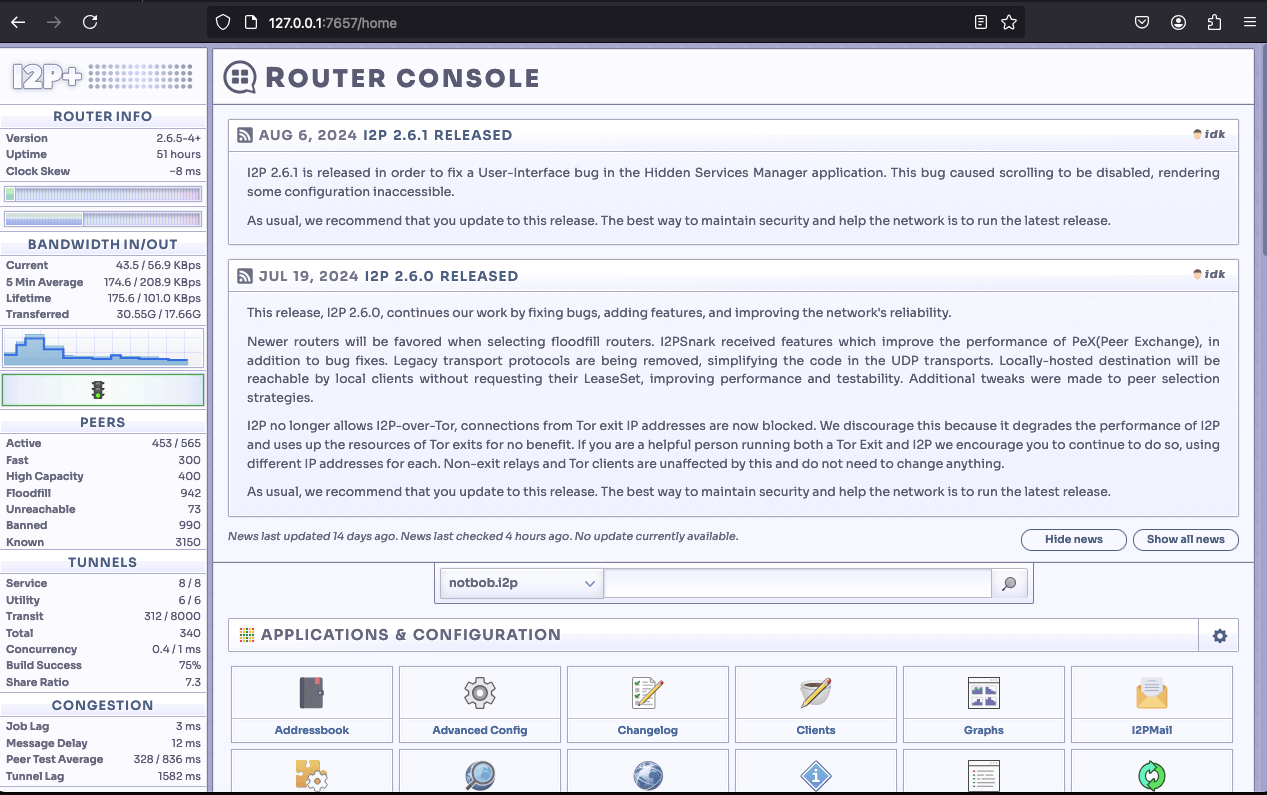 127.0.0.1:7657/home
I2P+
ROUTER INFO
Version 2.6.5-4+
Uptime 51 hours
Clock Skew -8 ms
BANDWIDTH IN/OUT
Current 43.5 / 56.9 KBps
5 Min Average 174.6 / 208.9 KBps
Lifetime 175.6 / 101.0 KBps
Transferred 30.55G / 17.66G
PEERS
Active 453 / 565
Fast 300
High Capacity 400
Floodfill 942
Unreachable 73
Banned 990
Known 3150
TUNNELS
Service 8 / 8
Utility 6 / 6
Transit 312 / 8000
Total 340
Concurrency 0.4 / 1 ms
Build Success 75%
Share Ratio 7.3
CONGESTION
Job Lag 3 ms
Message Delay 12 ms
Peer Test Average 328 / 836 ms
Tunnel Lag 1582 ms
ROUTER CONSOLE
AUG 6, 2024 I2P 2.6.1 RELEASED idk
I2P 2.6.1 is released in order to fix a User-Interface bug in the Hidden Services Manager application. This bug caused scrolling to be disabled, rendering
some configuration inaccessible.
As usual, we recommend that you update to this release. The best way to maintain security and help the network is to run the latest release.
JUL 19, 2024 I2P 2.6.0 RELEASED idk
This release, I2P 2.6.0, continues our work by fixing bugs, adding features, and improving the network's reliability.
Newer routers will be favored when selecting floodfill routers. I2PSnark received features which improve the performance of PeX(Peer Exchange), in
addition to bug fixes. Legacy transport protocols are being removed, simplifying the code in the UDP transports. Locally-hosted destination will be
reachable by local clients without requesting their LeaseSet, improving performance and testability. Additional tweaks were made to peer selection
strategies.
I2P no longer allows I2P-over-Tor, connections from Tor exit IP addresses are now blocked. We discourage this because it degrades the performance of I2P
and uses up the resources of Tor exits for no benefit. If you are a helpful person running both a Tor Exit and I2P we encourage you to continue to do so, using
different IP addresses for each. Non-exit relays and Tor clients are unaffected by this and do not need to change anything.
As usual, we recommend that you update to this release. The best way to maintain security and help the network is to run the latest release.
News last updated 14 days ago. News last checked 4 hours ago. No update currently available.
Hide news Show all news
notbob.i2p
APPLICATIONS & CONFIGURATION
Addressbook Advanced Config Changelog Clients Graphs I2PMail